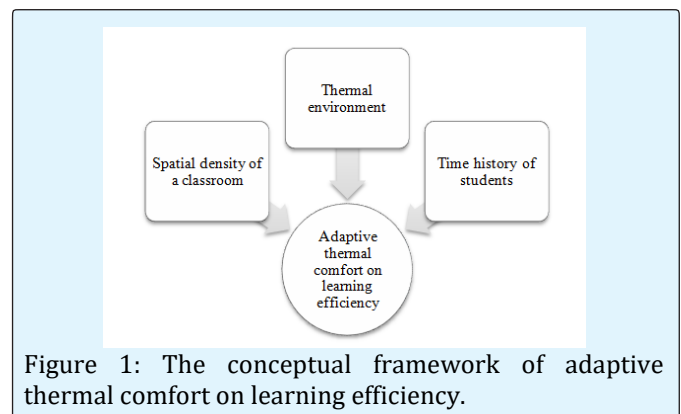 Thermal
environment
Spatial density of
a classroom
Time history of
students
Adaptive
thermal
comfort on
learning
efficiency
Figure 1: The conceptual framework of adaptive
thermal comfort on learning efficiency.